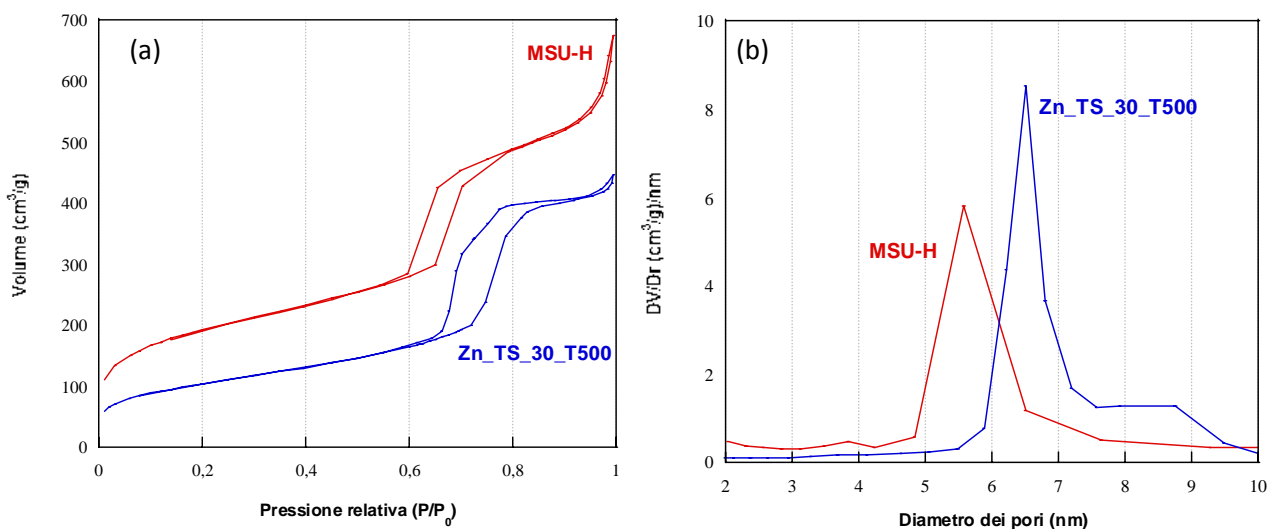 (a)
MSU-H
Zn_TS_30_T500
Volume (cm³/g)
700
600
500
400
300
200
100
0
0 0,2 0,4 0,6 0,8 1
Pressione relativa (P/P₀)
(b)
Zn_TS_30_T500
MSU-H
DV/Dr (cm³/g)/nm
10
8
6
4
2
0
2 3 4 5 6 7 8 9 10
Diametro dei pori (nm)